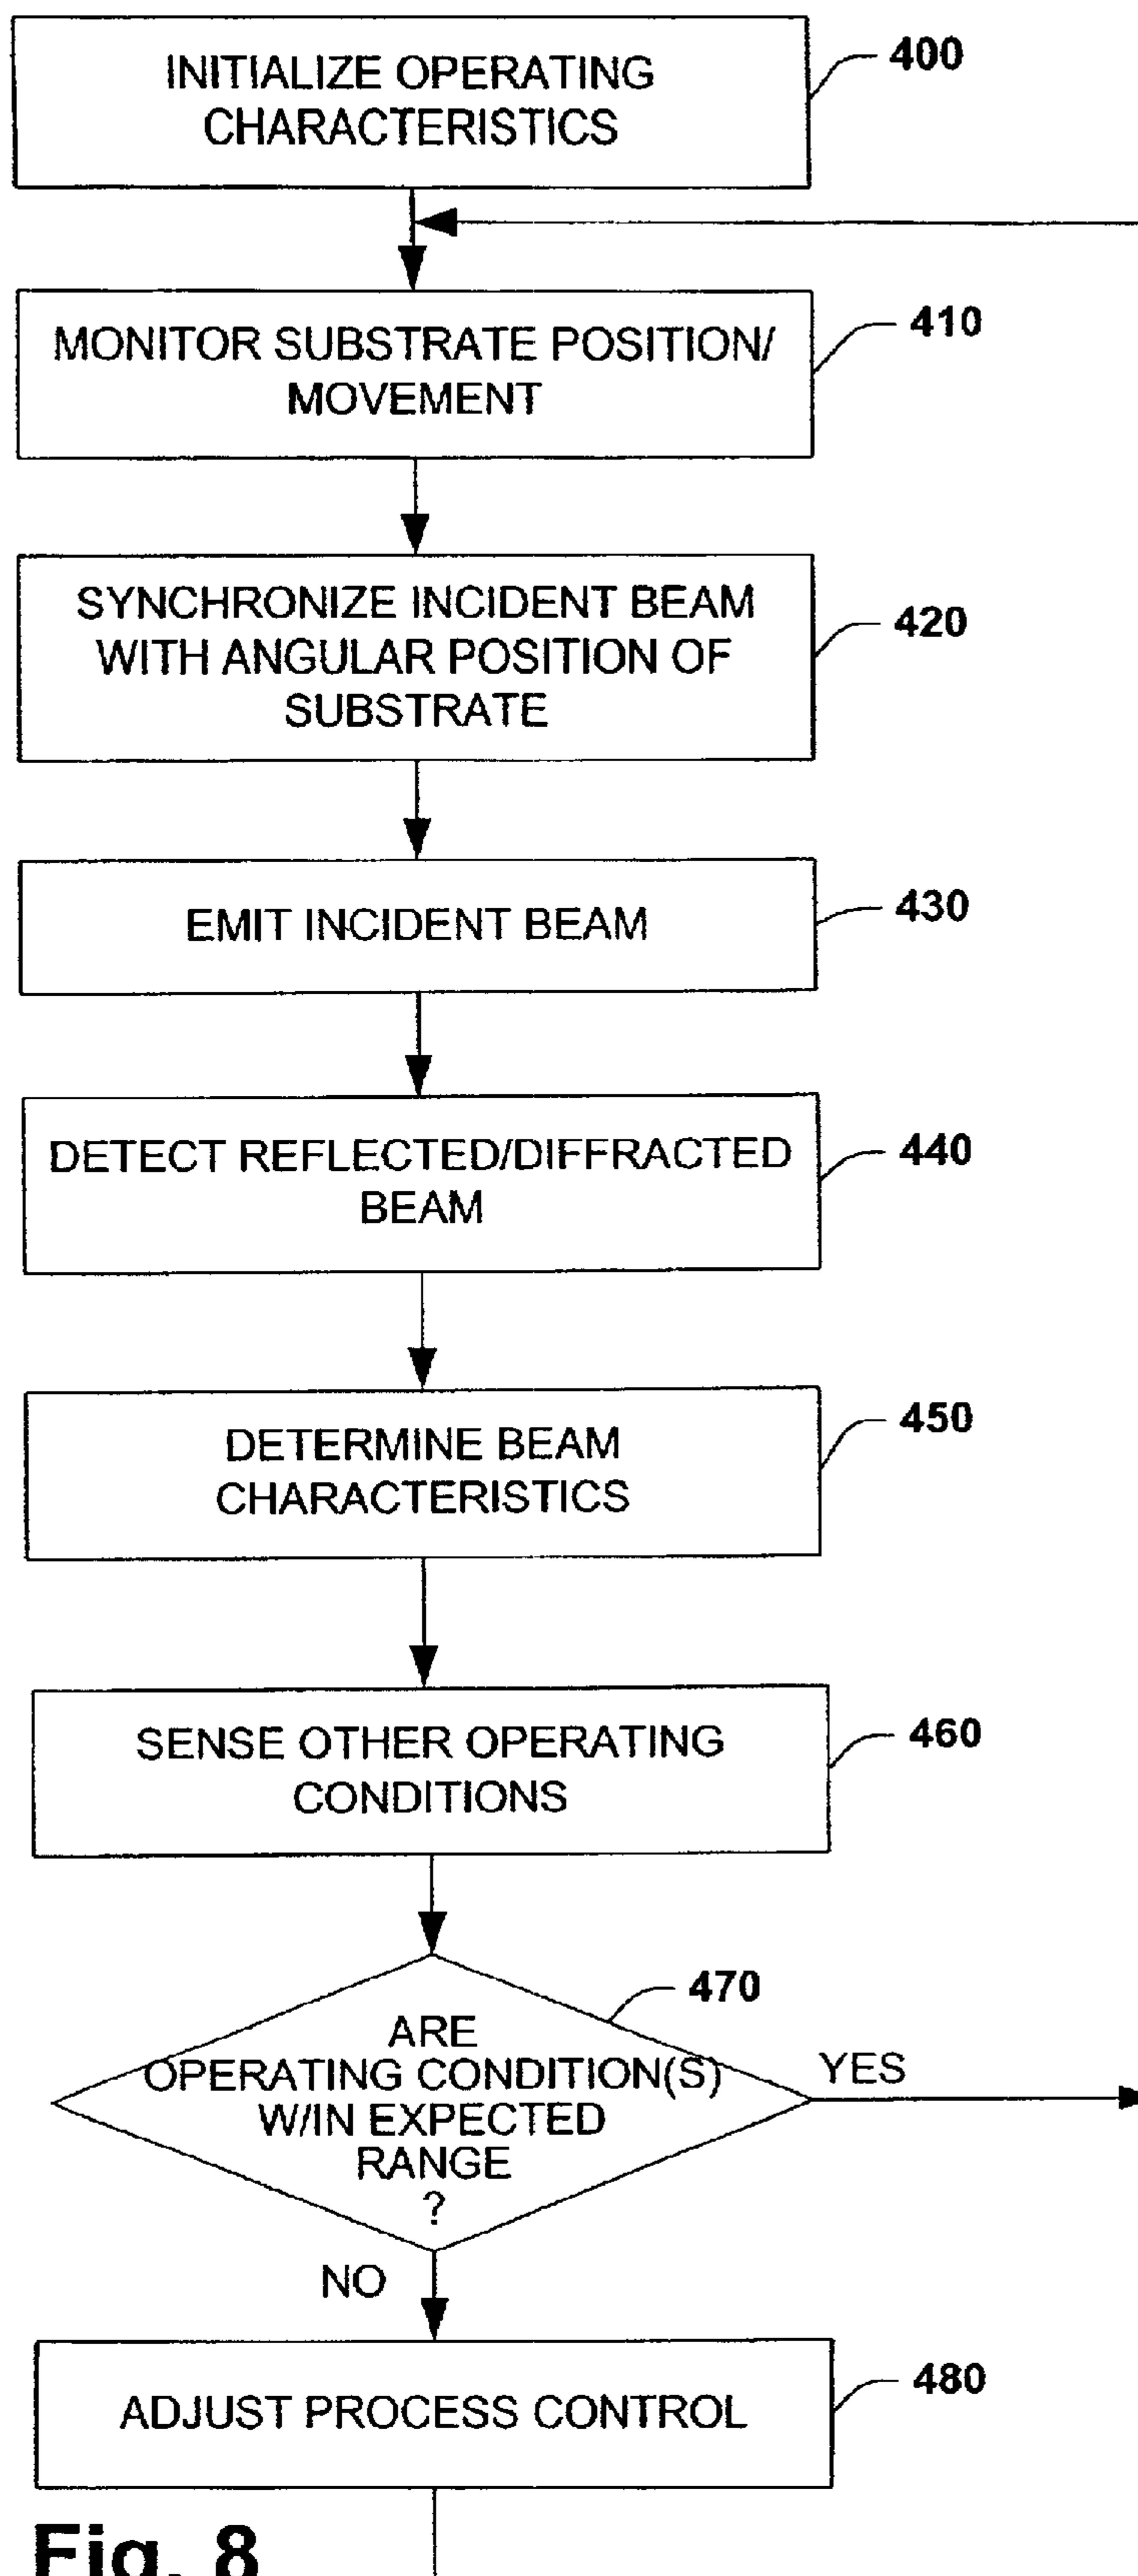 INITIALIZE OPERATING
CHARACTERISTICS
400
MONITOR SUBSTRATE POSITION/
MOVEMENT
410
SYNCHRONIZE INCIDENT BEAM
WITH ANGULAR POSITION OF
SUBSTRATE
420
EMIT INCIDENT BEAM
430
DETECT REFLECTED/DIFFRACTED
BEAM
440
DETERMINE BEAM
CHARACTERISTICS
450
SENSE OTHER OPERATING
CONDITIONS
460
ARE
OPERATING CONDITION(S)
W/IN EXPECTED
RANGE
?
470
YES
NO
ADJUST PROCESS CONTROL
480
Fig. 8